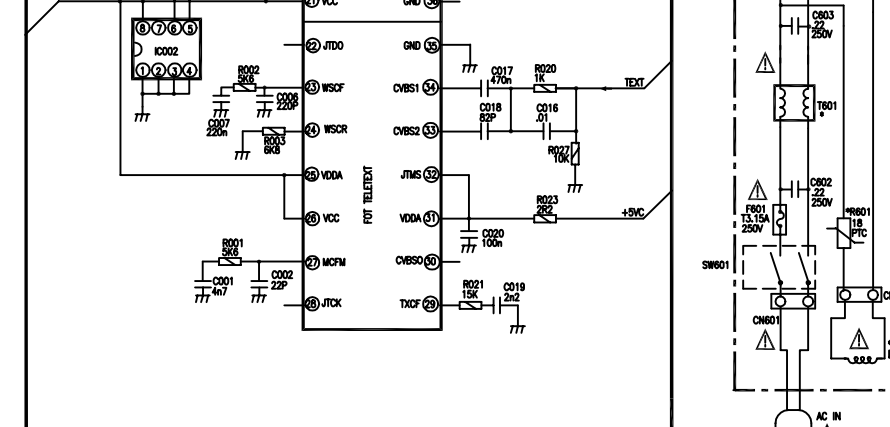 21 VCC
GND 36
8 7 6 5
IC002
1 2 3 4
22 JTDO
GND 35
R002
5K6
23 WSCF
C006
220P
C007
220n
24 WSCR
R003
6K8
CVBS1 34
C017
470n
R020
1K
TEXT
C018
82P
C016
.01
CVBS2 33
R027
10K
25 VDDA
FOT TELETEXT
JTMS 32
R023
2R2
+5VC
26 VCC
VDDA 31
C020
100n
R001
5K6
27 MCFM
CVBSO 30
C001
4n7
C002
22P
28 JTCK
TXCF 29
R021
15K
C019
2n2
C603
.22
250V
T601
*
C602
.22
250V
F601
T3.15A
250V
*R601
18
PTC
SW601
CN601
AC IN